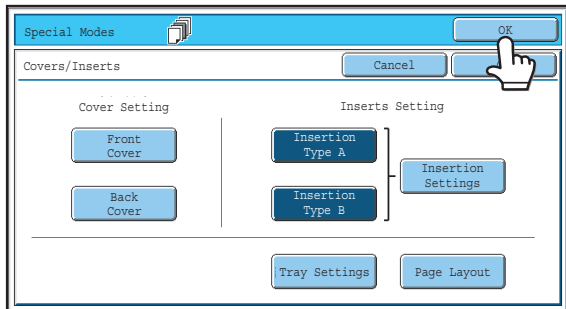 Special Modes
OK
Covers/Inserts
Cancel
Cover Setting
Inserts Setting
Front
Cover
Insertion
Type A
Insertion
Settings
Back
Cover
Insertion
Type B
Tray Settings
Page Layout